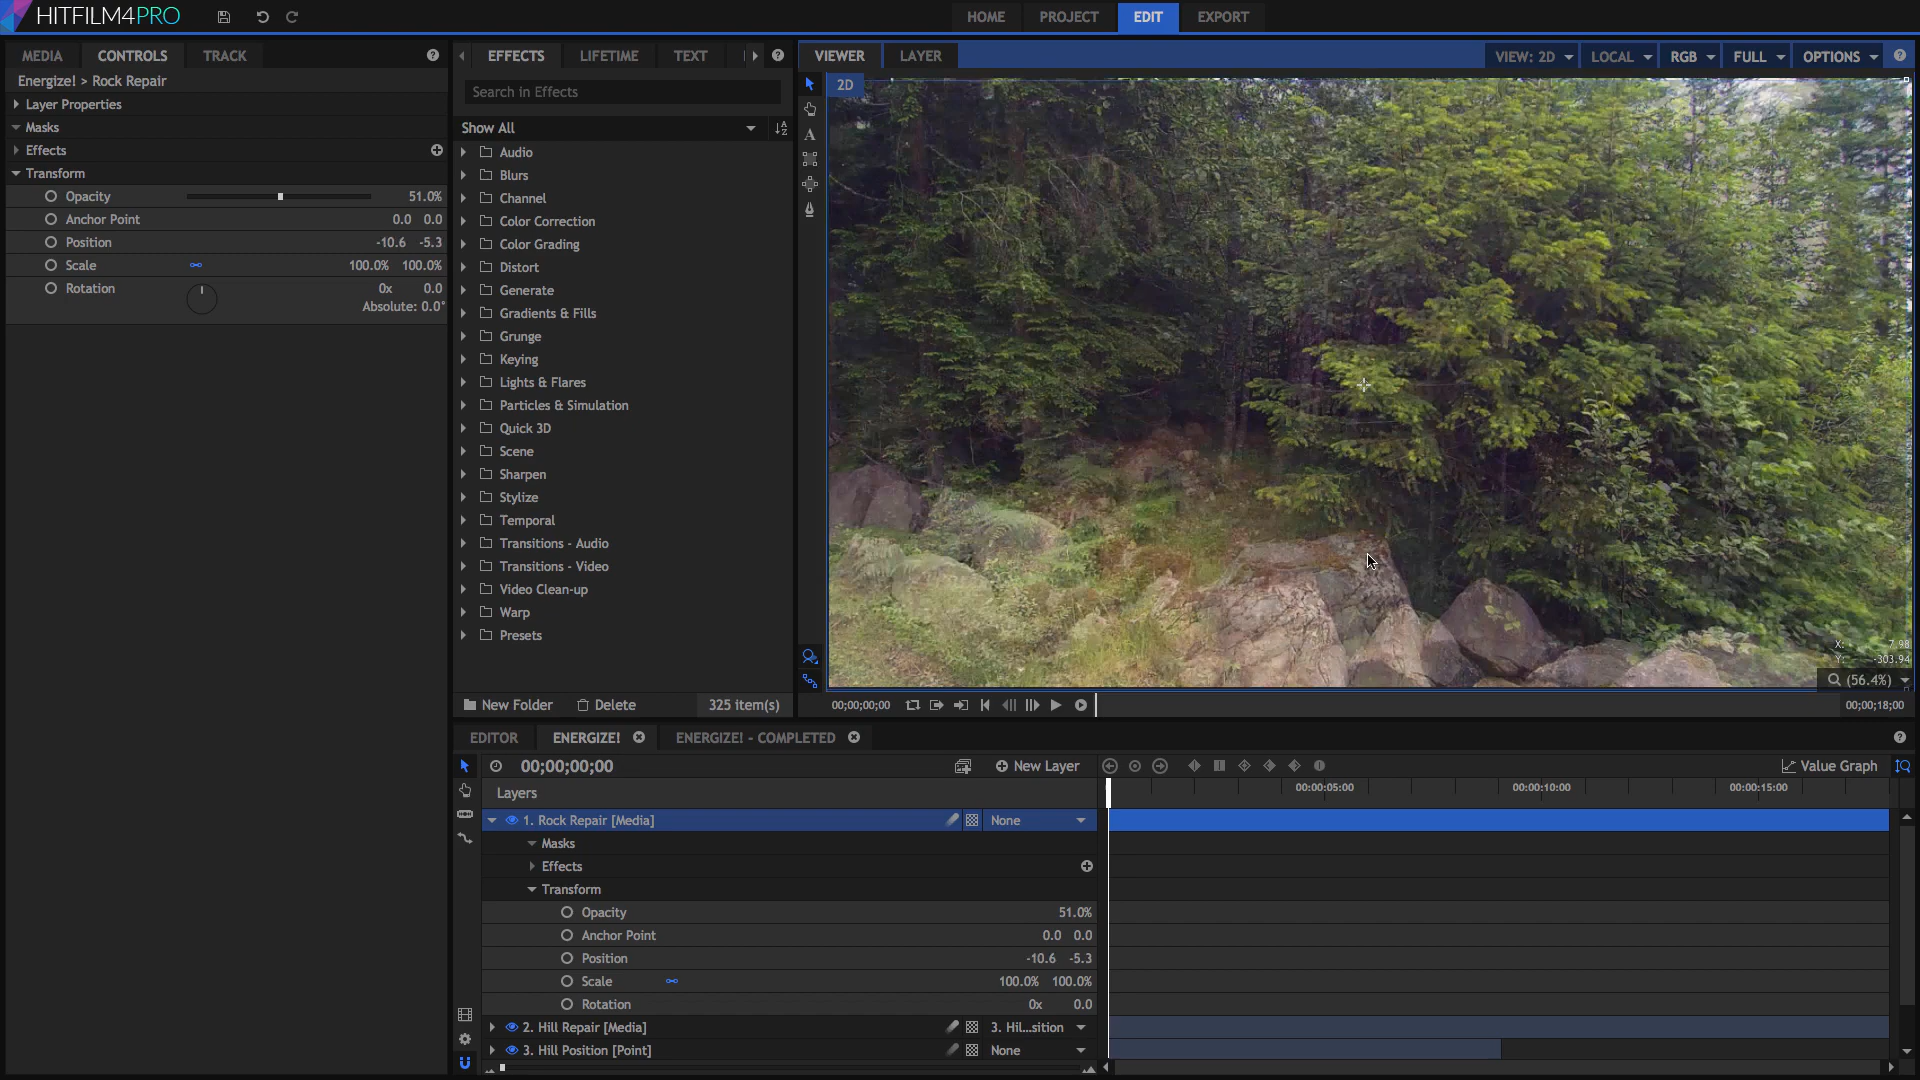 HITFILM4PRO
HOME PROJECT EDIT EXPORT
MEDIA CONTROLS TRACK
Energize! > Rock Repair
Layer Properties
Masks
Effects
Transform
Opacity 51.0%
Anchor Point 0.0 0.0
Position -10.6 -5.3
Scale 100.0% 100.0%
Rotation 0x 0.0
Absolute: 0.0°
EFFECTS LIFETIME TEXT
Search in Effects
Show All
Audio
Blurs
Channel
Color Correction
Color Grading
Distort
Generate
Gradients & Fills
Grunge
Keying
Lights & Flares
Particles & Simulation
Quick 3D
Scene
Sharpen
Stylize
Temporal
Transitions - Audio
Transitions - Video
Video Clean-up
Warp
Presets
New Folder Delete 325 item(s)
VIEWER LAYER VIEW: 2D LOCAL RGB FULL OPTIONS
2D
X: 7.98
Y: -303.94
(56.4%)
00;00;00;00 00;00;18;00
EDITOR ENERGIZE! ENERGIZE! - COMPLETED
00;00;00;00 New Layer Value Graph
Layers 00:00:05:00 00:00:10:00 00:00:15:00
1. Rock Repair [Media] None
Masks
Effects
Transform
Opacity 51.0%
Anchor Point 0.0 0.0
Position -10.6 -5.3
Scale 100.0% 100.0%
Rotation 0x 0.0
2. Hill Repair [Media] 3. Hil...sition
3. Hill Position [Point] None